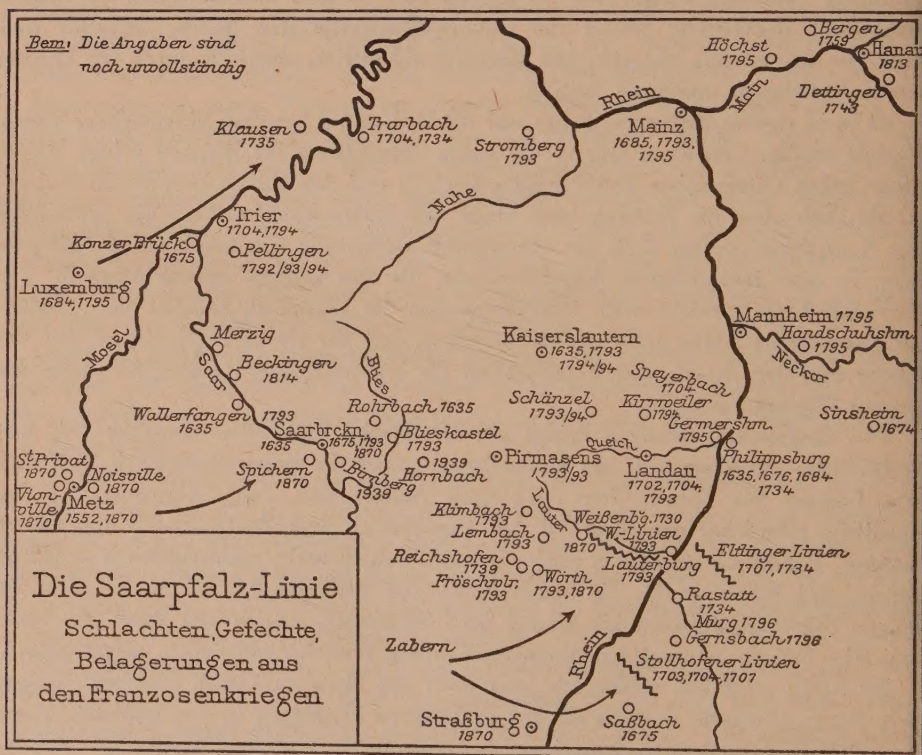 Bem: Die Angaben sind
noch unvollständig
Bergen
1759
Höchst
1795
Hanau
1813
Main
Dettingen
1743
Rhein
Mainz
1685, 1793,
1795
Klausen
1735
Trarbach
1704, 1734
Stromberg
1793
Nahe
Trier
1704, 1794
Konzer Brück
1675
Pellingen
1792/93/94
Luxemburg
1684, 1795
Mosel
Mannheim 1795
Handschuhshm.
1795
Neckar
Merzig
Saar
Beckingen
1814
Blies
Kaiserslautern
1635, 1793
1794/94
Speyerbach
1704
Schänzel
1793/94
Kirrweiler
1794
Sinsheim
1674
Wallerfangen
1635
1793
1635
Saarbrckn
1675, 1793
1870
Rohrbach 1635
Blieskastel
1793
Germershm.
1795
Philippsburg
1635, 1676, 1684-
1734
St Privat
1870
Noisville
1870
Vion-
ville
1870
Metz
1552, 1870
Spichern
1870
Birnberg
1939
1939
Hornbach
Pirmasens
1793/93
Queich
Landau
1702, 1704,
1793
Klimbach
1793
Lauter
Weißenb'g. 1730
1870
W.-Linien
1793
Lembach
1793
Lauterburg
1793
Etlinger Linien
1707, 1734
Reichshofen
1739
Fröschwlr.
1793
Wörth
1793, 1870
Rastatt
1734
Murg 1796
Gernsbach 1798
Zabern
Rhein
Stollhofener Linien
1703, 1704, 1707
Straßburg
1870
Saßbach
1675
Die Saarpfalz-Linie
Schlachten, Gefechte,
Belagerungen aus
den Franzosenkriegen